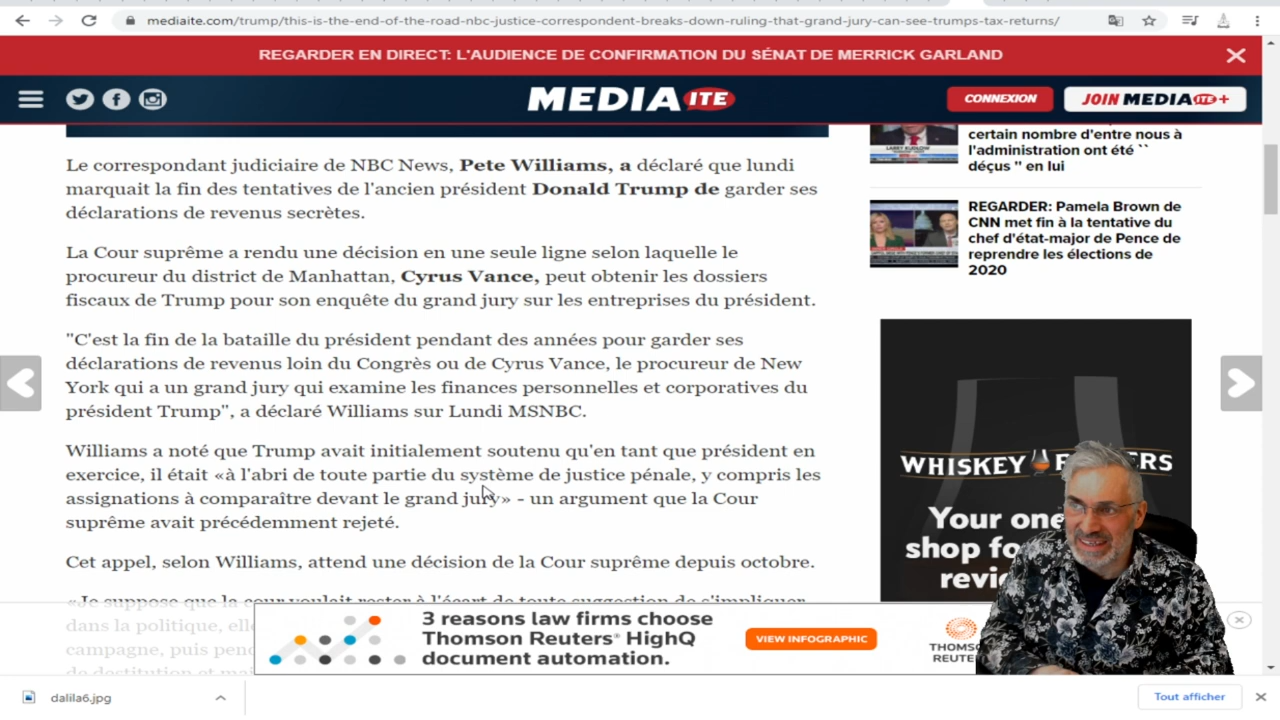 mediaite.com/trump/this-is-the-end-of-the-road-nbc-justice-correspondent-breaks-down-ruling-that-grand-jury-can-see-trumps-tax-returns/
REGARDER EN DIRECT: L'AUDIENCE DE CONFIRMATION DU SÉNAT DE MERRICK GARLAND
MEDIAITE
CONNEXION
JOIN MEDIAITE+
Le correspondant judiciaire de NBC News, Pete Williams, a déclaré que lundi
marquait la fin des tentatives de l'ancien président Donald Trump de garder ses
déclarations de revenus secrètes.
La Cour suprême a rendu une décision en une seule ligne selon laquelle le
procureur du district de Manhattan, Cyrus Vance, peut obtenir les dossiers
fiscaux de Trump pour son enquête du grand jury sur les entreprises du président.
"C'est la fin de la bataille du président pendant des années pour garder ses
déclarations de revenus loin du Congrès ou de Cyrus Vance, le procureur de New
York qui a un grand jury qui examine les finances personnelles et corporatives du
président Trump", a déclaré Williams sur Lundi MSNBC.
Williams a noté que Trump avait initialement soutenu qu'en tant que président en
exercice, il était «à l'abri de toute partie du système de justice pénale, y compris les
assignations à comparaître devant le grand jury» - un argument que la Cour
suprême avait précédemment rejeté.
Cet appel, selon Williams, attend une décision de la Cour suprême depuis octobre.
«Je suppose que la cour voulait rester à l'écart de toute suggestion de s'impliquer
dans la politique, ell
campagne, puis pen
de destitution et mai
certain nombre d'entre nous à
l'administration ont été ``
déçus '' en lui
REGARDER: Pamela Brown de
CNN met fin à la tentative du
chef d'état-major de Pence de
reprendre les élections de
2020
WHISKEY
RS
Your one
shop fo
revi
3 reasons law firms choose
Thomson Reuters® HighQ
document automation.
VIEW INFOGRAPHIC
THOMS
REUTE
dalila6.jpg
Tout afficher